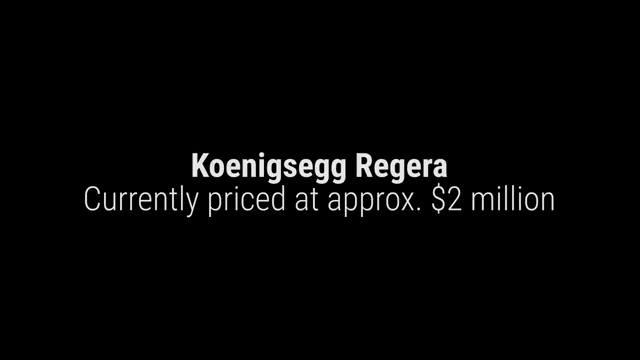 Koenigsegg Regera
Currently priced at approx. $2 million